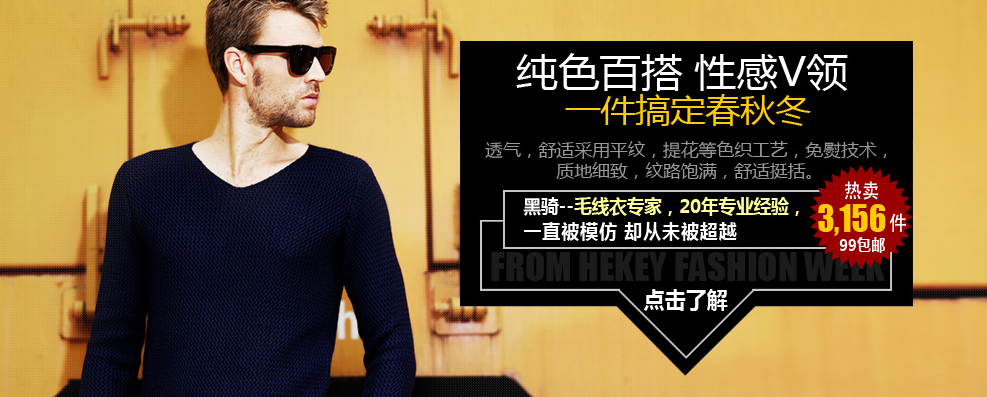 纯色百搭 性感V领
一件搞定春秋冬
透气，舒适采用平纹，提花等色织工艺，免熨技术，
质地细致，纹路饱满，舒适挺括。
黑骑--毛线衣专家，20年专业经验，
一直被模仿 却从未被超越
热卖
3,156件
99包邮
FROM HEKEY FASHION WEEK
点击了解